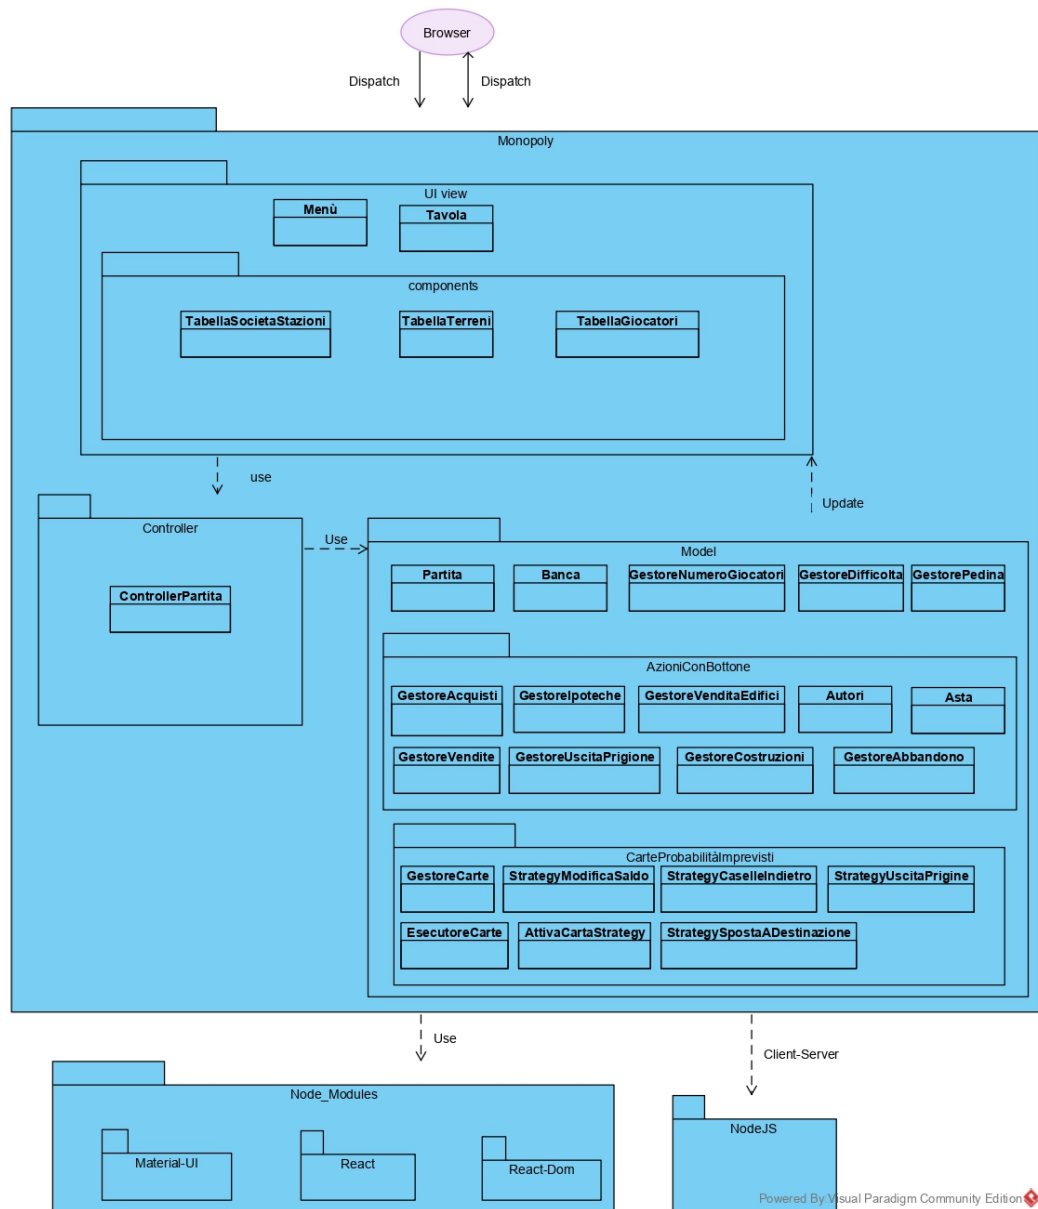 Browser
Dispatch
Dispatch
Monopoly
UI view
Menù
Tavola
components
TabellaSocietaStazioni
TabellaTerreni
TabellaGiocatori
use
Update
Controller
ControllerPartita
Use
Model
Partita
Banca
GestoreNumeroGiocatori
GestoreDifficolta
GestorePedina
AzioniConBottone
GestoreAcquisti
GestoreIpoteche
GestoreVenditaEdifici
Autori
Asta
GestoreVendite
GestoreUscitaPrigione
GestoreCostruzioni
GestoreAbbandono
CarteProbabilitàImprevisti
GestoreCarte
StrategyModificaSaldo
StrategyCaselleIndietro
StrategyUscitaPrigine
EsecutoreCarte
AttivaCartaStrategy
StrategySpostaADestinazione
Use
Client-Server
Node_Modules
Material-UI
React
React-Dom
NodeJS
Powered By Visual Paradigm Community Edition